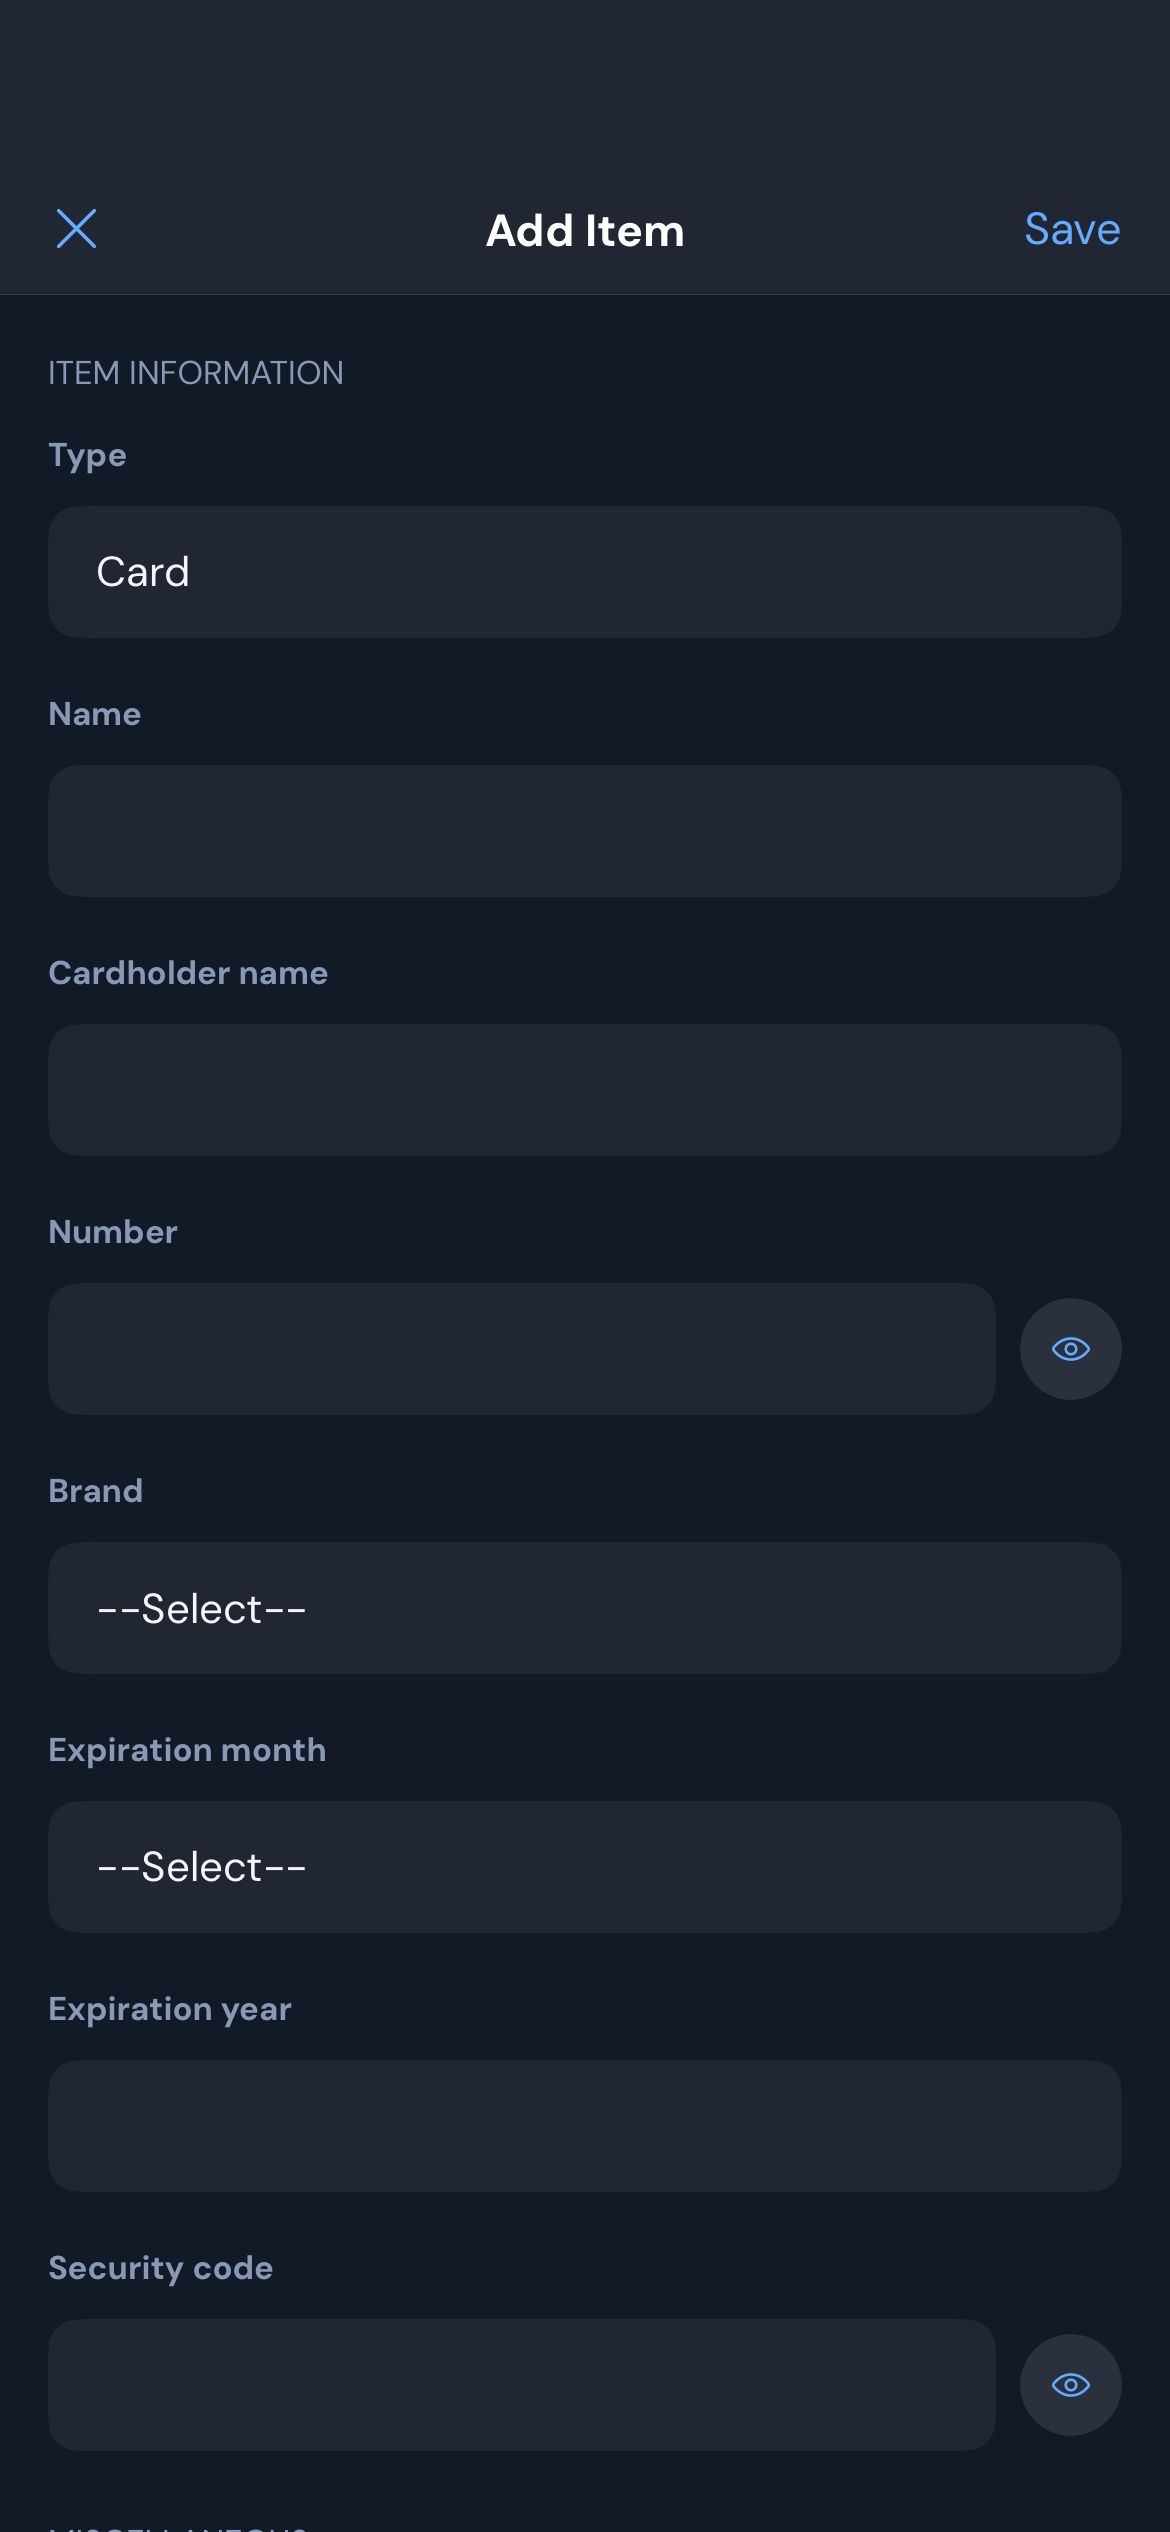 Add Item
Save
ITEM INFORMATION
Type
Card
Name
Cardholder name
Number
Brand
--Select--
Expiration month
--Select--
Expiration year
Security code
MISCELLANEOUS